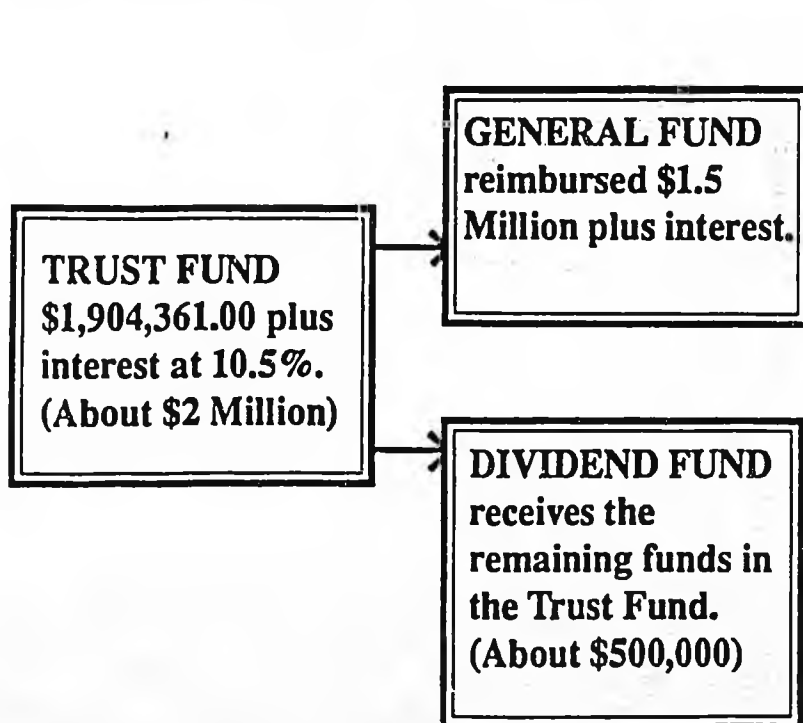 TRUST FUND
$1,904,361.00 plus
interest at 10.5%.
(About $2 Million)
GENERAL FUND
reimbursed $1.5
Million plus interest.
DIVIDEND FUND
receives the
remaining funds in
the Trust Fund.
(About $500,000)